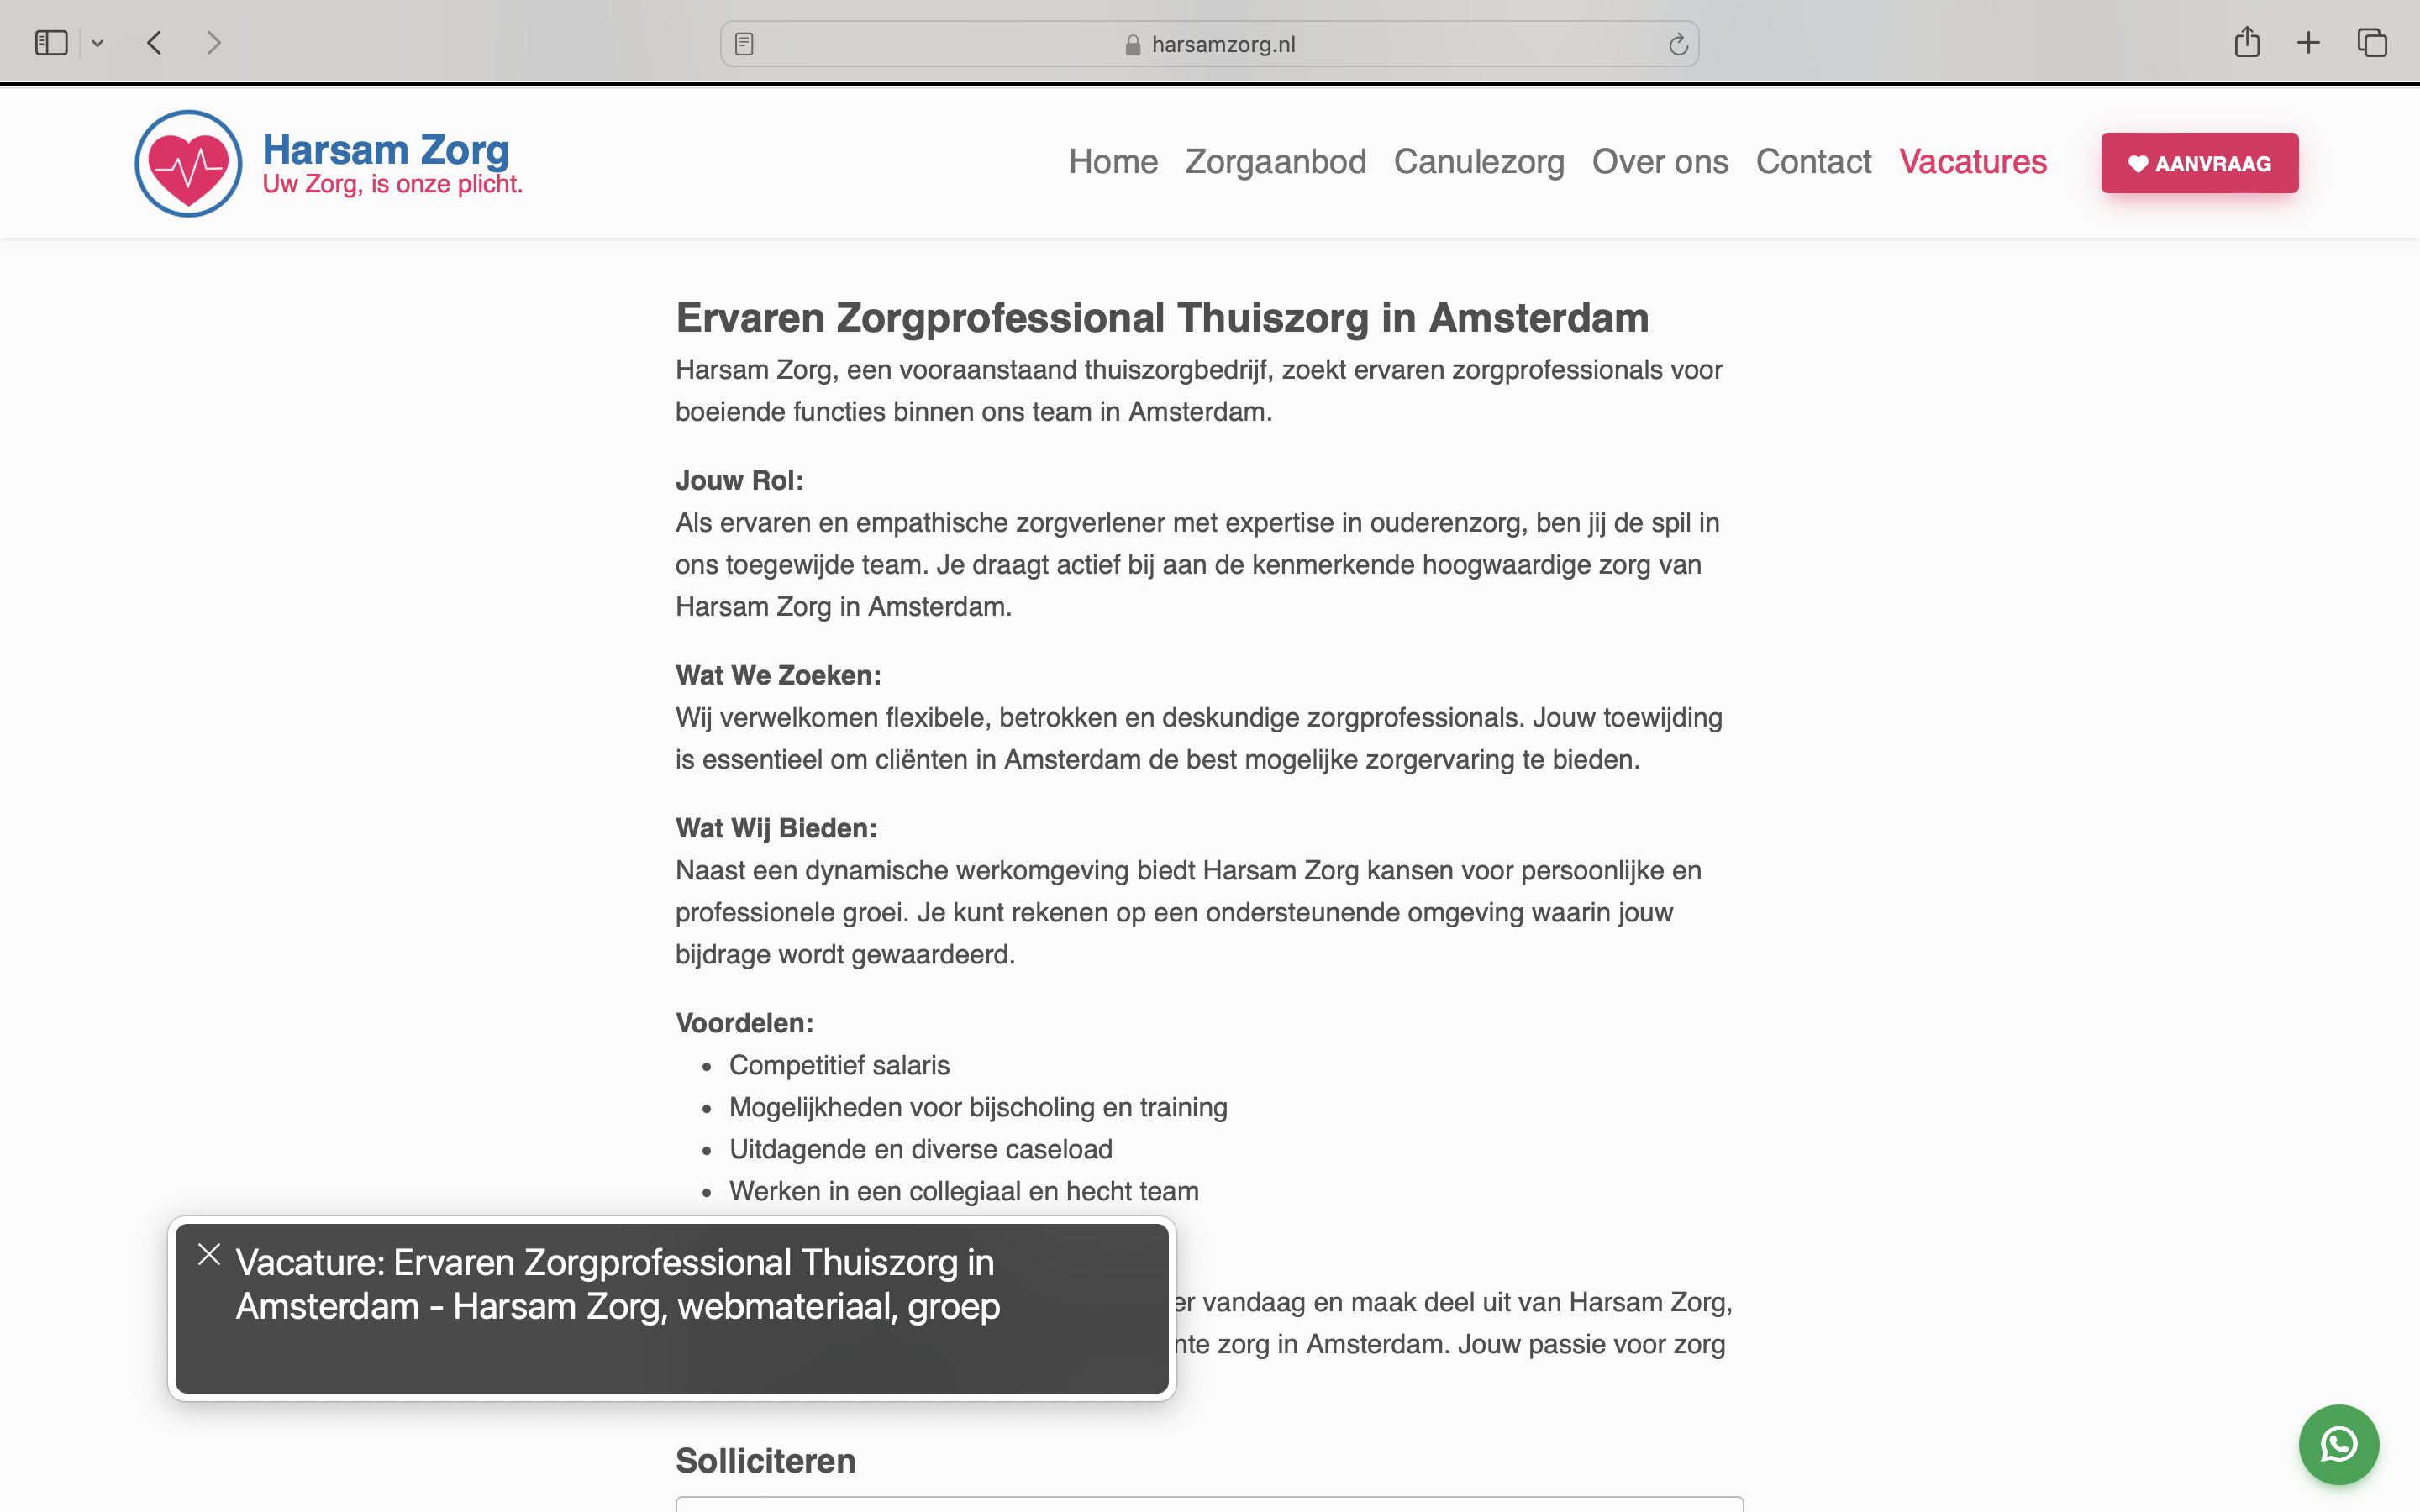 harsamzorg.nl
Harsam Zorg
Uw Zorg, is onze plicht.
Home Zorgaanbod Canulezorg Over ons Contact Vacatures AANVRAAG
Ervaren Zorgprofessional Thuiszorg in Amsterdam
Harsam Zorg, een vooraanstaand thuiszorgbedrijf, zoekt ervaren zorgprofessionals voor
boeiende functies binnen ons team in Amsterdam.
Jouw Rol:
Als ervaren en empathische zorgverlener met expertise in ouderenzorg, ben jij de spil in
ons toegewijde team. Je draagt actief bij aan de kenmerkende hoogwaardige zorg van
Harsam Zorg in Amsterdam.
Wat We Zoeken:
Wij verwelkomen flexibele, betrokken en deskundige zorgprofessionals. Jouw toewijding
is essentieel om cliënten in Amsterdam de best mogelijke zorgervaring te bieden.
Wat Wij Bieden:
Naast een dynamische werkomgeving biedt Harsam Zorg kansen voor persoonlijke en
professionele groei. Je kunt rekenen op een ondersteunende omgeving waarin jouw
bijdrage wordt gewaardeerd.
Voordelen:
• Competitief salaris
• Mogelijkheden voor bijscholing en training
• Uitdagende en diverse caseload
• Werken in een collegiaal en hecht team
Vacature: Ervaren Zorgprofessional Thuiszorg in
Amsterdam - Harsam Zorg, webmateriaal, groep
vandaag en maak deel uit van Harsam Zorg,
zorg in Amsterdam. Jouw passie voor zorg
Solliciteren